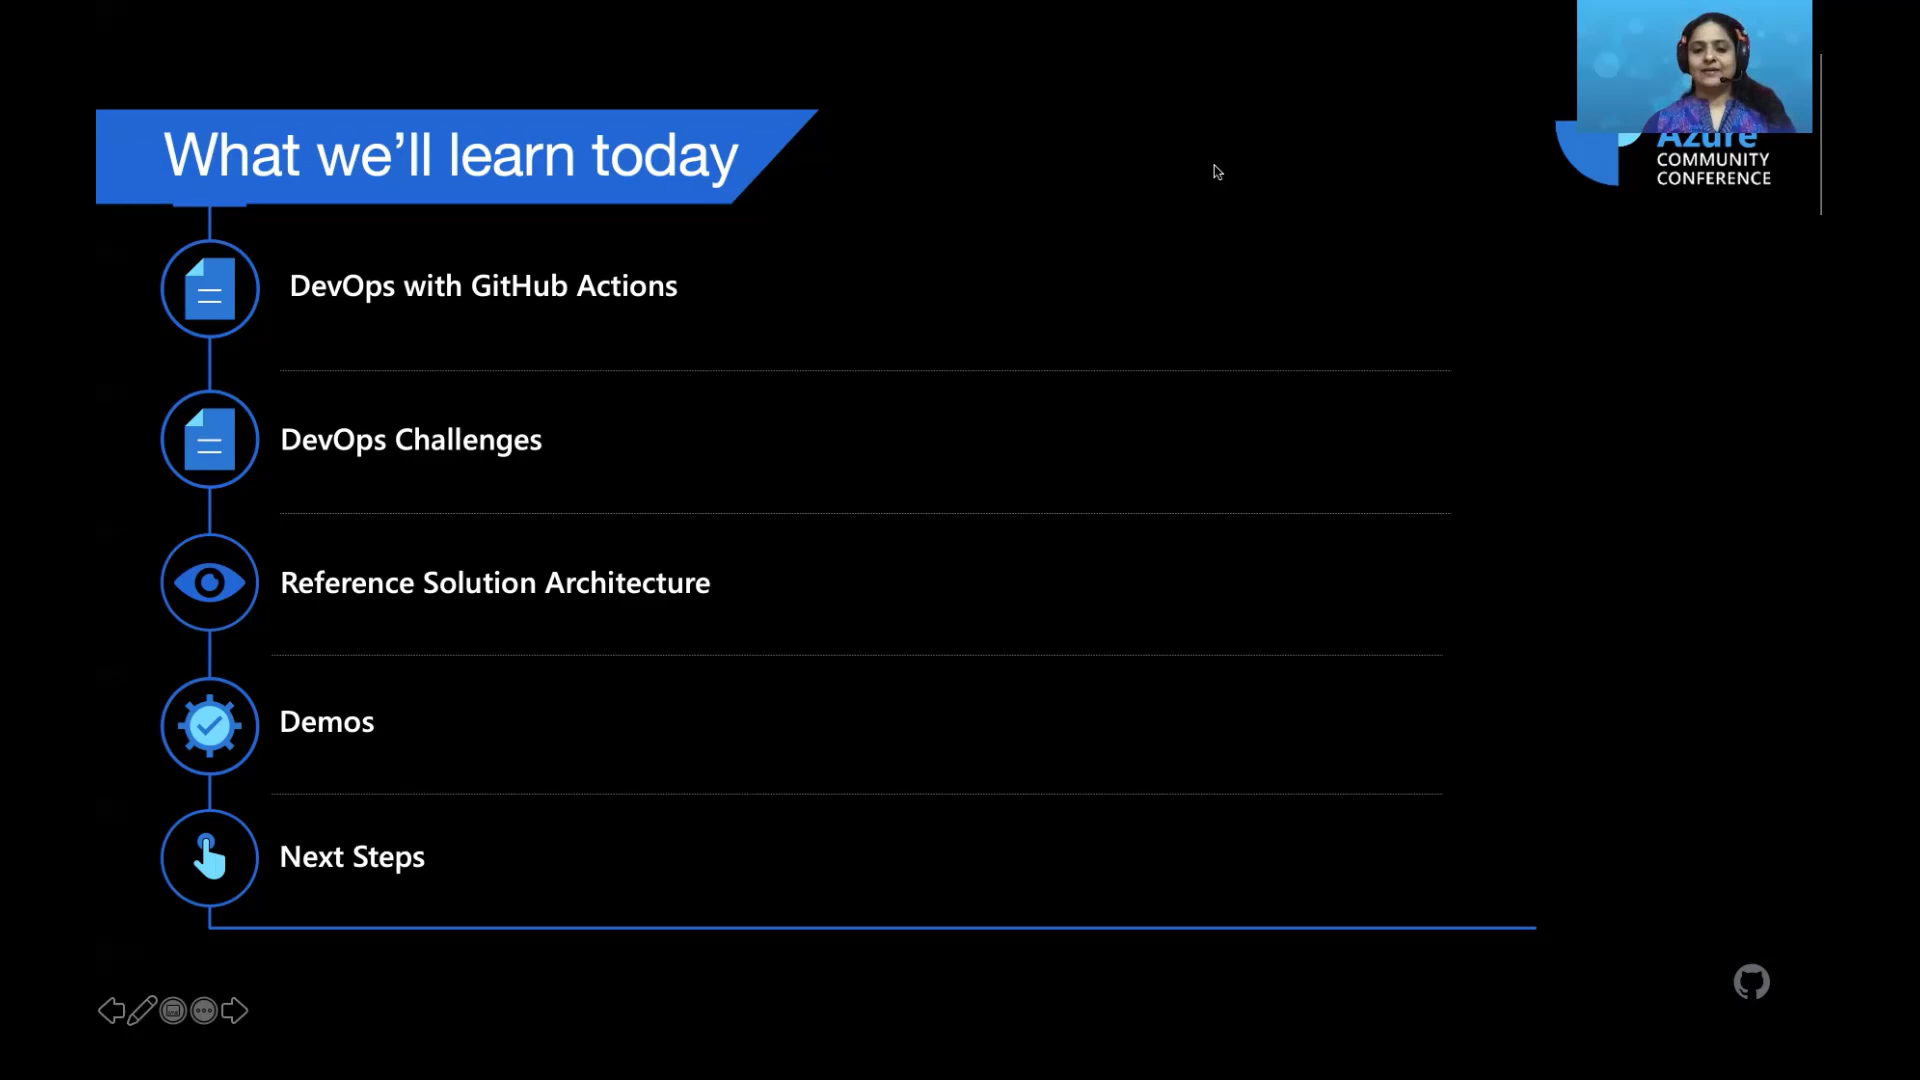 What we’ll learn today
Azure
COMMUNITY
CONFERENCE
DevOps with GitHub Actions
DevOps Challenges
Reference Solution Architecture
Demos
Next Steps